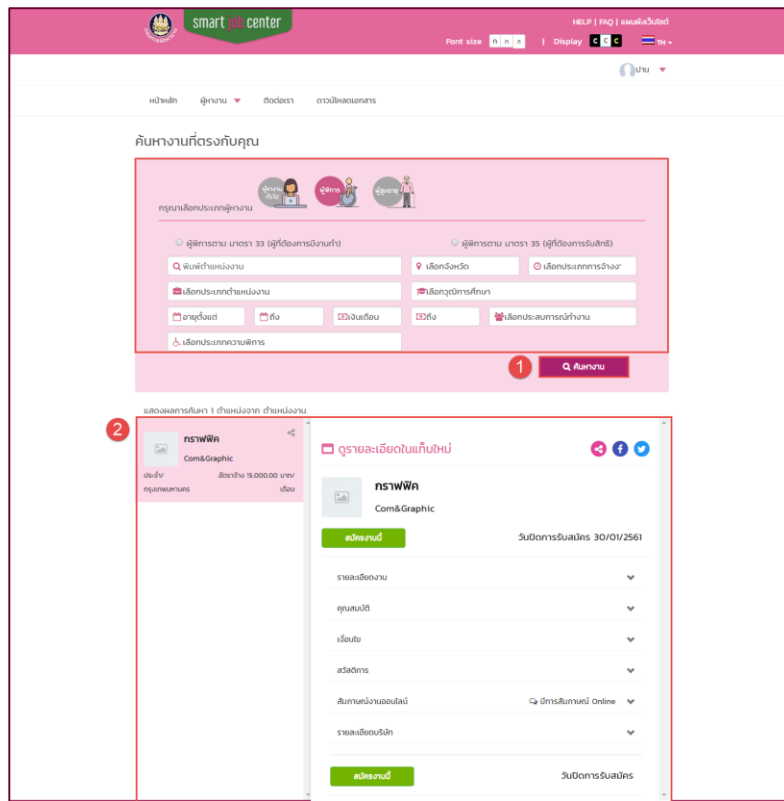 smart job center
HELP | FAQ | แผนผังเว็บไซต์
Font size ก ก ก | Display C C C TH
ปาน
หน้าหลัก ผู้หางาน ติดต่อเรา ดาวน์โหลดเอกสาร
ค้นหางานที่ตรงกับคุณ
กรุณาเลือกประเภทผู้หางาน ผู้หางานทั่วไป ผู้พิการ ผู้สูงอายุ
ผู้พิการตาม มาตรา 33 (ผู้ที่ต้องการมีงานทำ) ผู้พิการตาม มาตรา 35 (ผู้ที่ต้องการรับสิทธิ)
พิมพ์ตำแหน่งงาน เลือกจังหวัด เลือกประเภทการจ้างง
เลือกประเภทตำแหน่งงาน เลือกวุฒิการศึกษา
อายุตั้งแต่ ถึง เงินเดือน ถึง เลือกประสบการณ์ทำงาน
เลือกประเภทความพิการ
1 ค้นหางาน
แสดงผลการค้นหา 1 ตำแหน่งจาก ตำแหน่งงาน
2
กราฟฟิค
Com&Graphic
ประจำ/ อัตราจ้าง 15,000.00 บาท/
กรุงเทพมหานคร เดือน
ดูรายละเอียดในแท็บใหม่
กราฟฟิค
Com&Graphic
สมัครงานนี้ วันปิดการรับสมัคร 30/01/2561
รายละเอียดงาน
คุณสมบัติ
เงื่อนไข
สวัสดิการ
สัมภาษณ์งานออนไลน์ มีการสัมภาษณ์ Online
รายละเอียดบริษัท
สมัครงานนี้ วันปิดการรับสมัคร